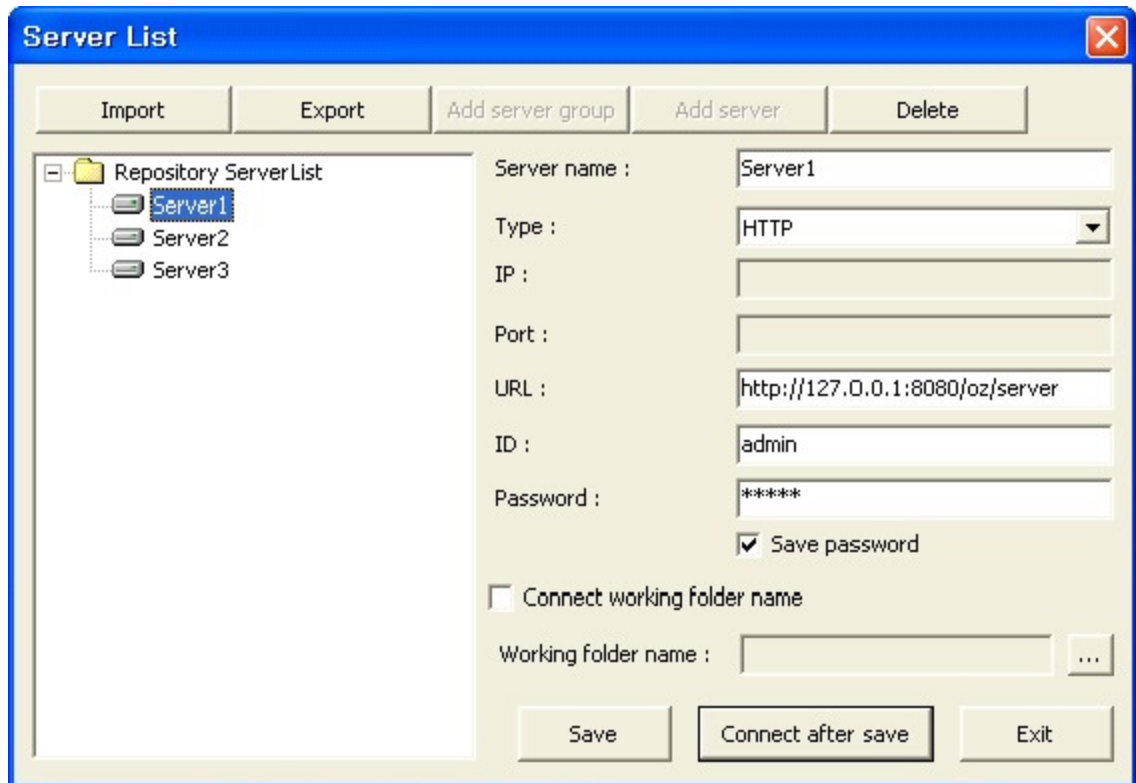 Server List
Import Export Add server group Add server Delete
Repository ServerList
Server1
Server2
Server3
Server name : Server1
Type : HTTP
IP :
Port :
URL : http://127.0.0.1:8080/oz/server
ID : admin
Password : *****
Save password
Connect working folder name
Working folder name : ...
Save Connect after save Exit